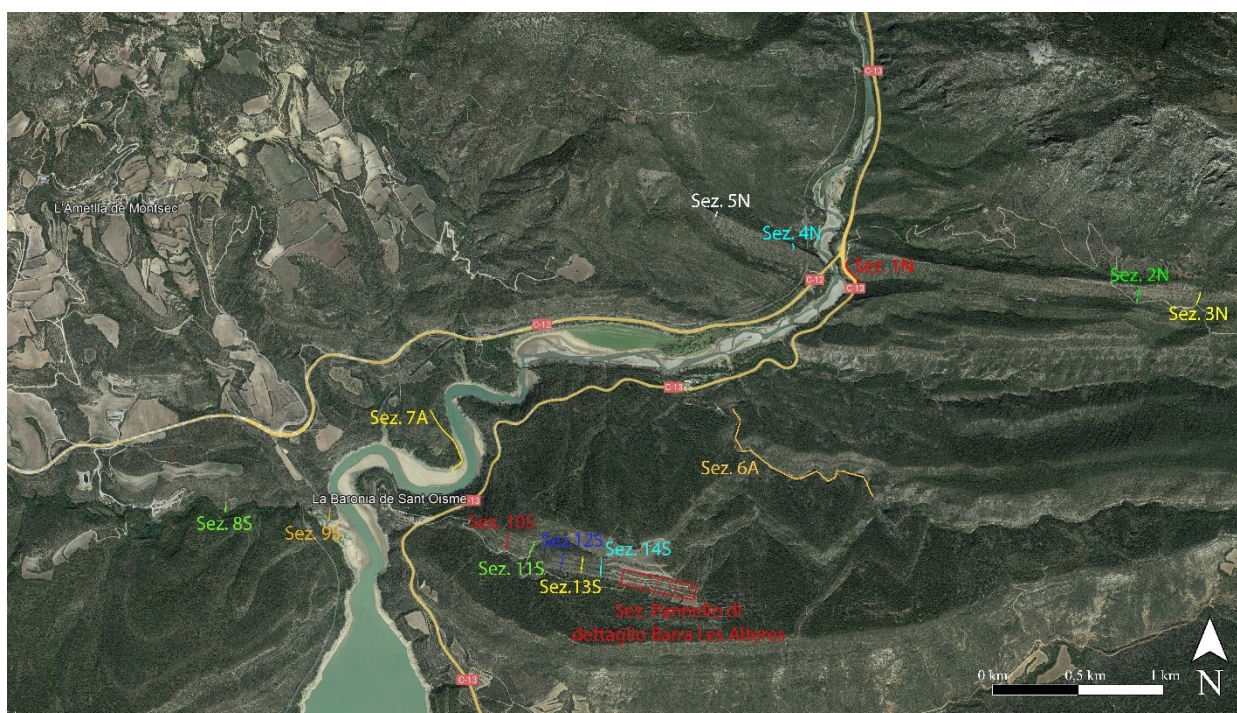 C-13
Sez. 5N
L'Ametlla de Montsec
Sez. 4N
Sez. 1N
C-12
Sez. 2N
C 13
Sez. 3N
C-12
C-13
Sez. 7A
Sez. 6A
La Baronia de Sant Oisme
-13
Sez. 8S
Sez. 9S
Sez. 10S
Sez. 12S
Sez. 14S
Sez. 11S
Sez.13S
Sez. Pannello di
dettaglio Barra Les Alteres
C-13
0 km 0,5 km 1 km
N